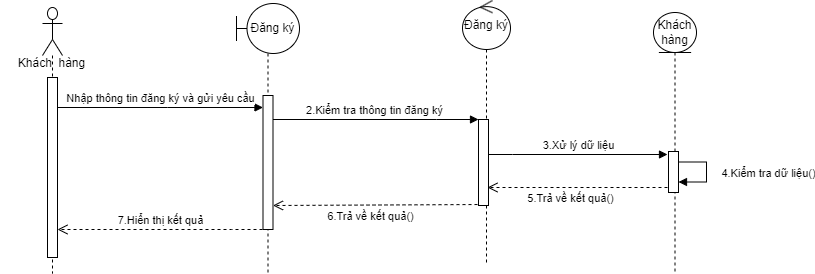 Khách hàng
Đăng ký
Đăng ký
Khách
hàng
Nhập thông tin đăng ký và gửi yêu cầu
2.Kiểm tra thông tin đăng ký
3.Xử lý dữ liệu
4.Kiểm tra dữ liệu()
5.Trả về kết quả()
6.Trả về kết quả()
7.Hiển thị kết quả